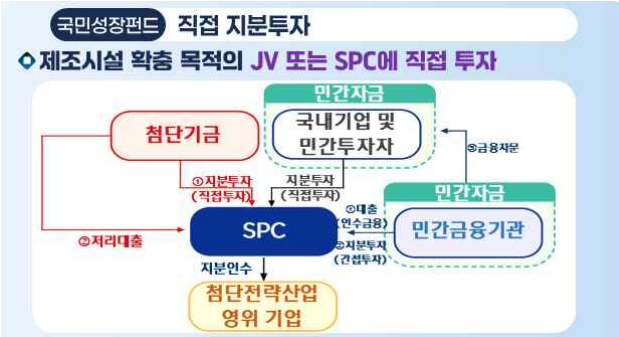 국민성장펀드 직접 지분투자
제조시설 확충 목적의 JV 또는 SPC에 직접 투자
민간자금
첨단기금
국내기업 및
민간투자자
③금융자문
①지분투자
(직접투자)
지분투자
(직접투자)
민간자금
①대출
(인수금융)
SPC
민간금융기관
②저리대출
②지분투자
(간접투자)
지분인수
첨단전략산업
영위 기업